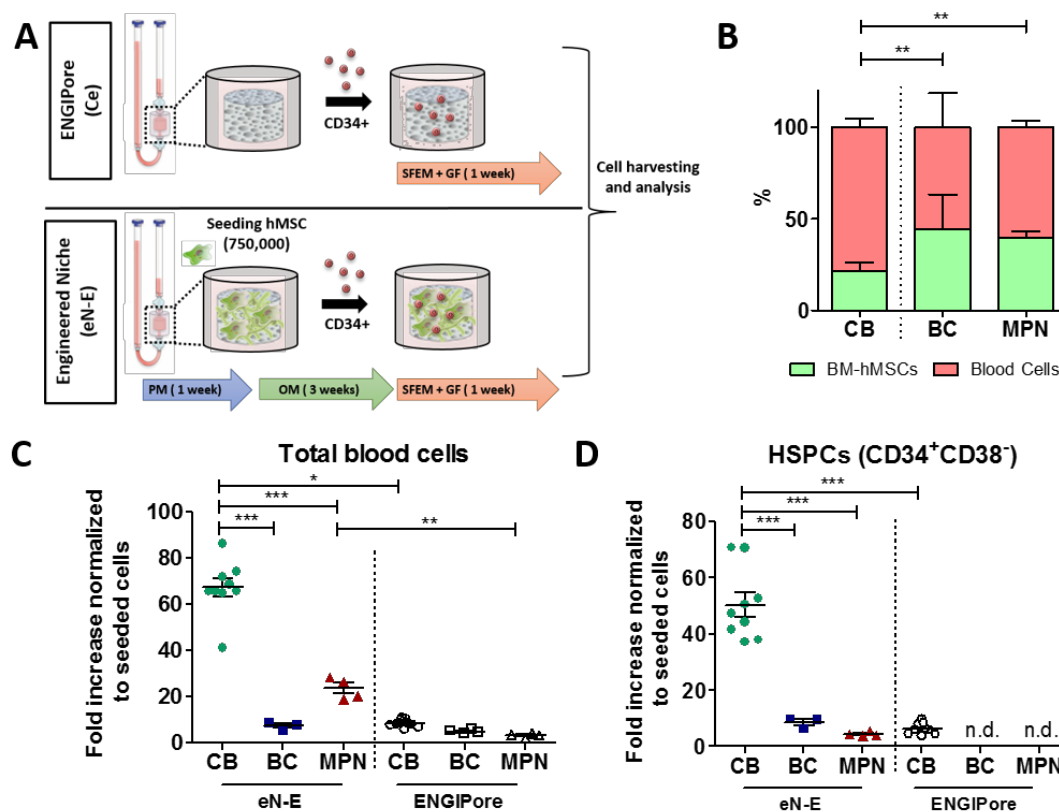 A
ENGIPore
(Ce)
CD34+
SFEM + GF ( 1 week)
Cell harvesting
and analysis
Engineered Niche
(eN-E)
Seeding hMSC
(750,000)
CD34+
PM ( 1 week)
OM ( 3 weeks)
SFEM + GF ( 1 week)
B
**
**
100
50
0
%
CB
BC
MPN
BM-hMSCs
Blood Cells
C
Total blood cells
*
***
***
**
Fold increase normalized
to seeded cells
100
80
60
40
20
0
CB
BC
MPN
CB
BC
MPN
eN-E
ENGIPore
D
HSPCs (CD34⁺CD38⁻)
***
***
***
Fold increase normalized
to seeded cells
80
60
40
20
0
n.d.
n.d.
CB
BC
MPN
CB
BC
MPN
eN-E
ENGIPore